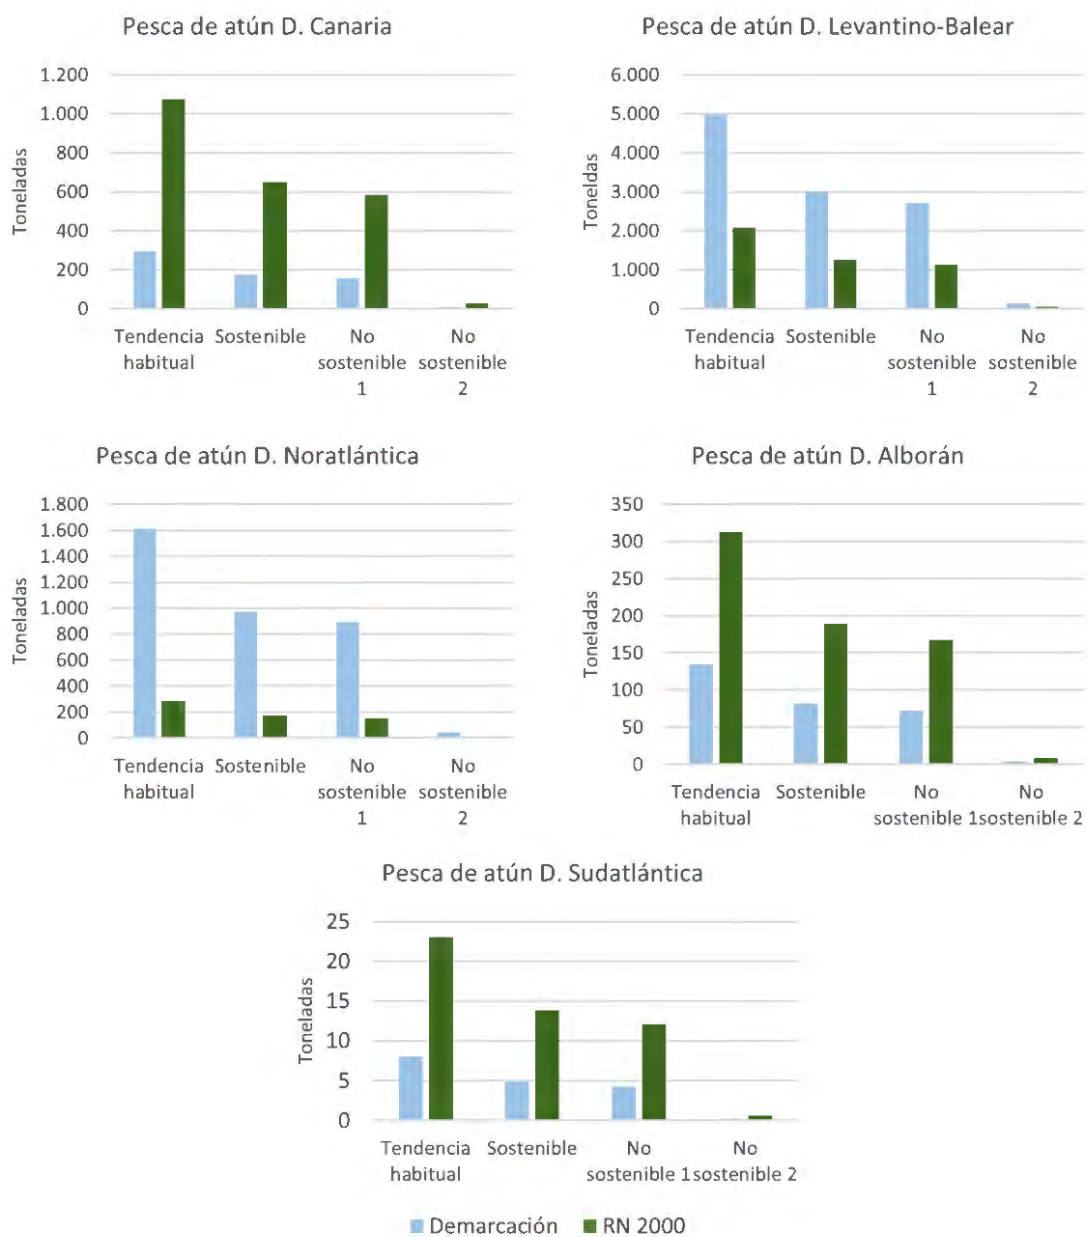 Pesca de atún D. Canaria
Toneladas
1.200
1.000
800
600
400
200
0
Tendencia habitual
Sostenible
No sostenible 1
No sostenible 2
Pesca de atún D. Levantino-Balear
Toneldas
6.000
5.000
4.000
3.000
2.000
1.000
0
Tendencia habitual
Sostenible
No sostenible 1
No sostenible 2
Pesca de atún D. Noratlántica
Toneladas
1.800
1.600
1.400
1.200
1.000
800
600
400
200
0
Tendencia habitual
Sostenible
No sostenible 1
No sostenible 2
Pesca de atún D. Alborán
Toneladas
350
300
250
200
150
100
50
0
Tendencia habitual
Sostenible
No sostenible 1
No sostenible 2
Pesca de atún D. Sudatlántica
Toneladas
25
20
15
10
5
0
Tendencia habitual
Sostenible
No sostenible 1
No sostenible 2
Demarcación
RN 2000